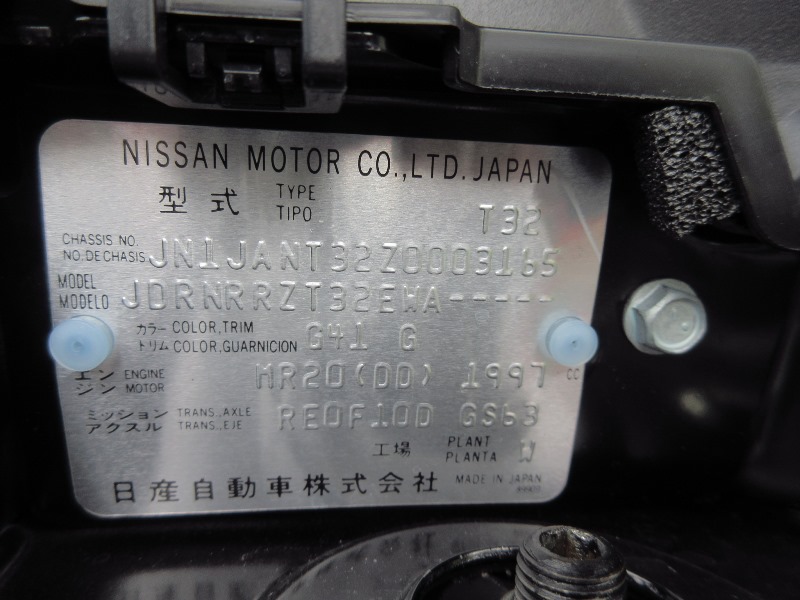 NISSAN MOTOR CO.,LTD. JAPAN
型式 TYPE TIPO T32
CHASSIS NO. NO.DE CHASIS JN1JANT32Z0003165
MODEL MODELO JDRNRRZT32EWA-----
カラー COLOR,TRIM トリム COLOR,GUARNICION G41 G
エンジン ENGINE MOTOR MR20(DD) 1997 CC
ミッション TRANS.,AXLE アクスル TRANS.,EJE RE0F10D GS63
工場 PLANT PLANTA W
日産自動車株式会社 MADE IN JAPAN